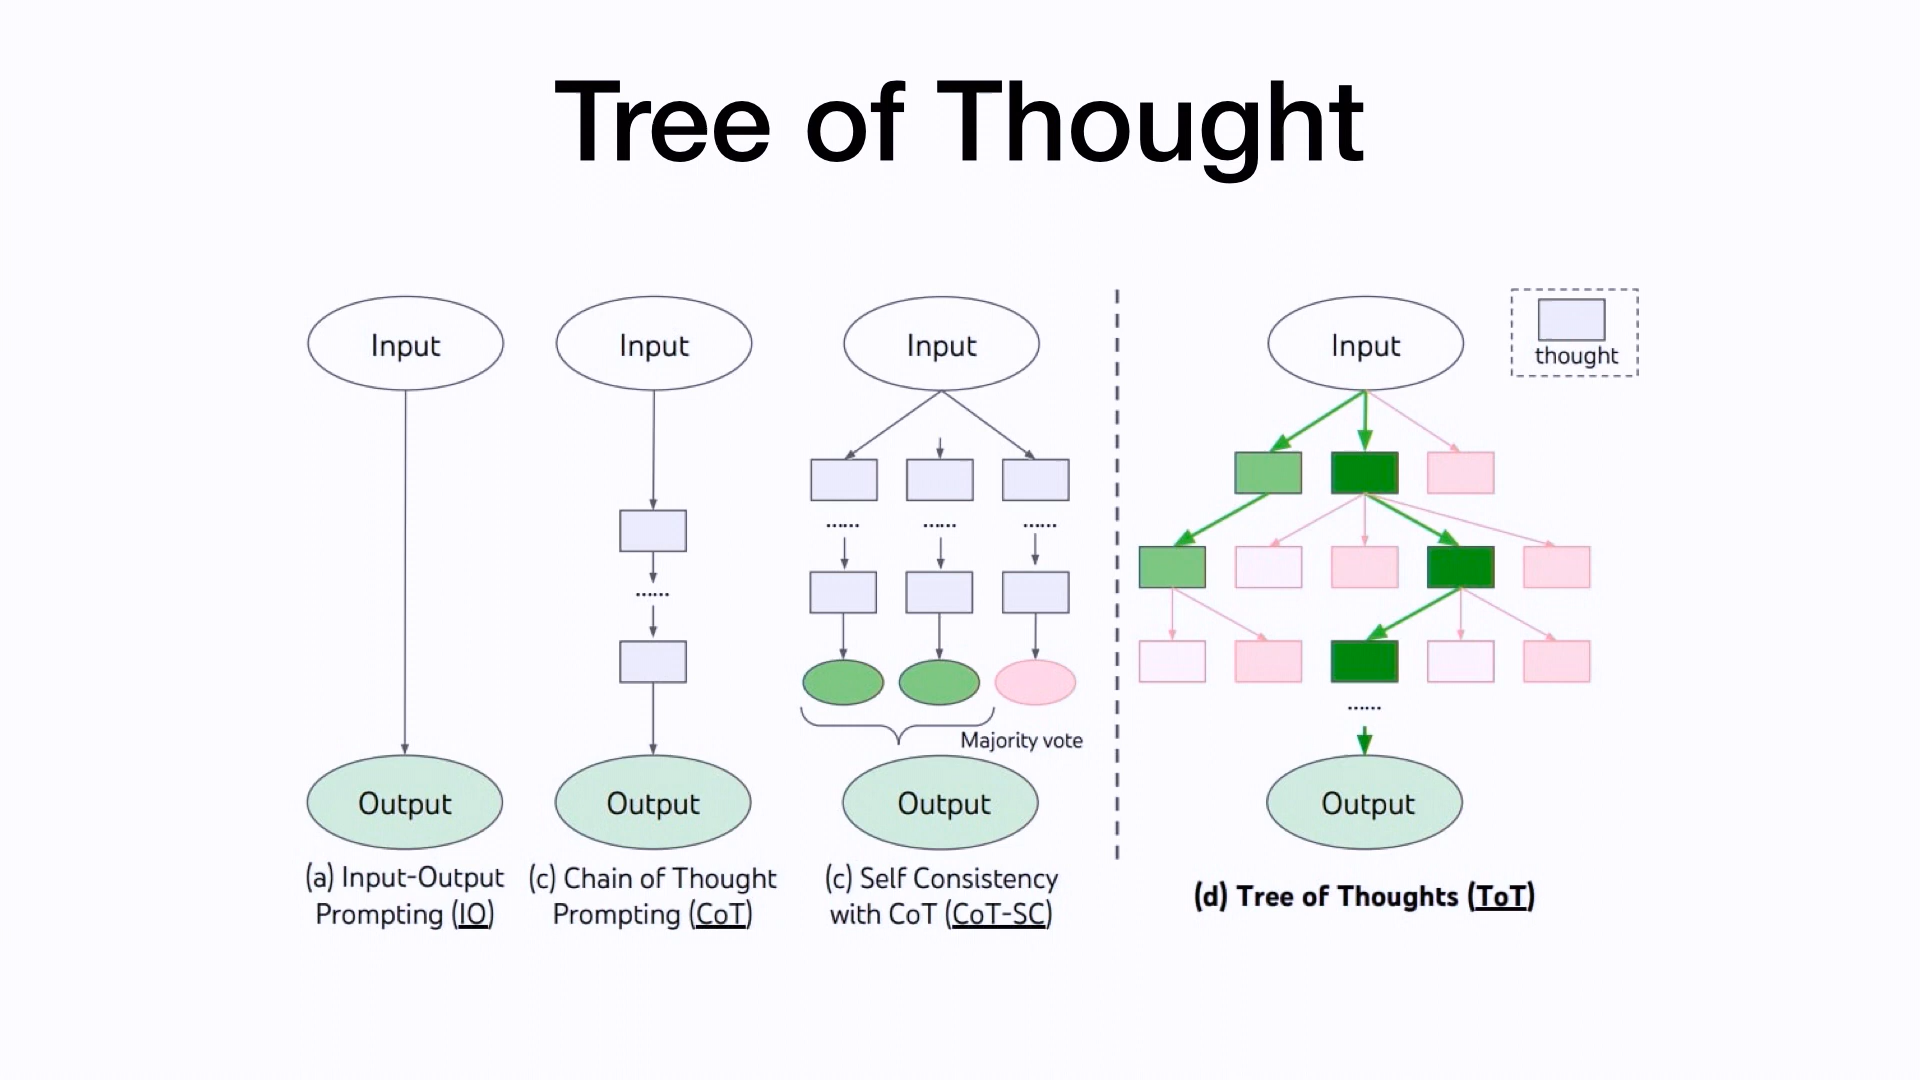 Tree of Thought
Input
Input
Input
Input
thought
......
......
......
......
......
Majority vote
Output
Output
Output
Output
(a) Input-Output
Prompting (IO)
(c) Chain of Thought
Prompting (CoT)
(c) Self Consistency
with CoT (CoT-SC)
(d) Tree of Thoughts (ToT)